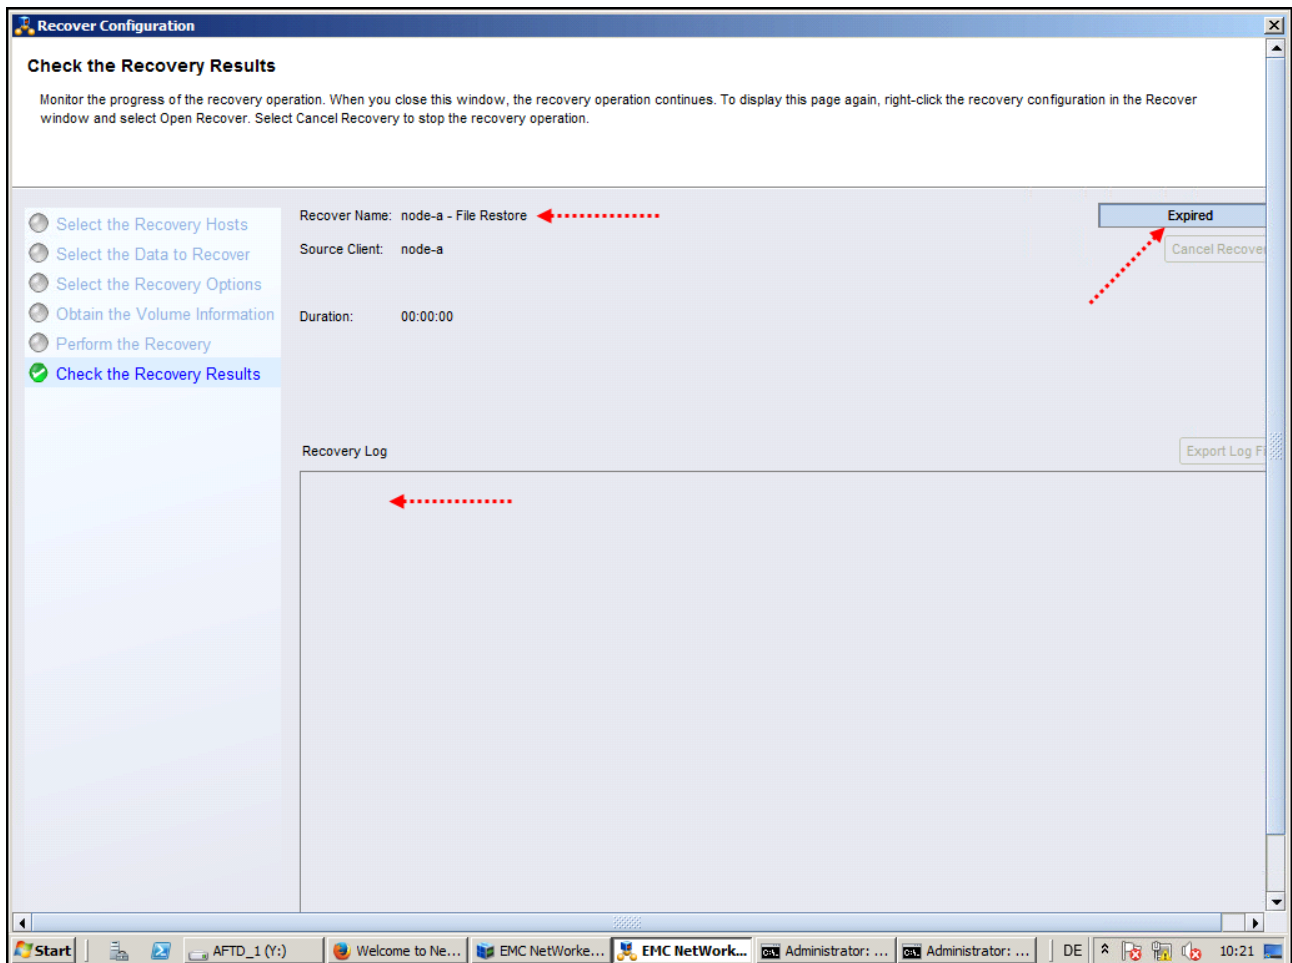 Recover Configuration
Check the Recovery Results
Monitor the progress of the recovery operation. When you close this window, the recovery operation continues. To display this page again, right-click the recovery configuration in the Recover
window and select Open Recover. Select Cancel Recovery to stop the recovery operation.
Select the Recovery Hosts
Select the Data to Recover
Select the Recovery Options
Obtain the Volume Information
Perform the Recovery
Check the Recovery Results
Recover Name: node-a - File Restore
Expired
Source Client: node-a
Cancel Recove
Duration: 00:00:00
Recovery Log
Export Log Fi
Start
AFTD_1 (Y:)
Welcome to Ne...
EMC NetWorke...
EMC NetWork...
Administrator: ...
Administrator: ...
DE
10:21